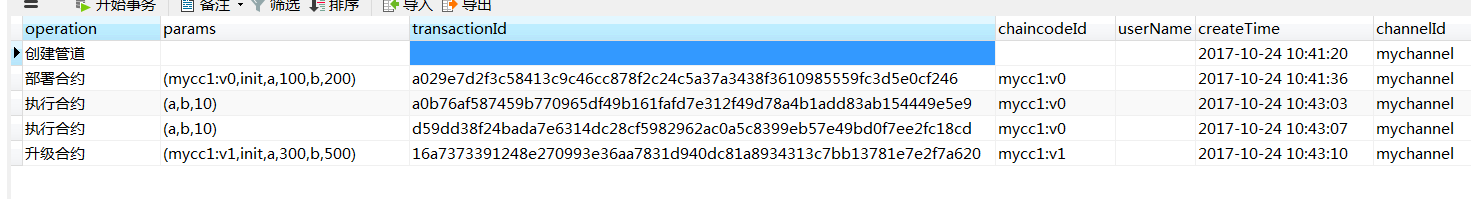 开始事务 备注 筛选 排序 导入 导出
operation params transactionId chaincodeId userName createTime channelId
创建管道 2017-10-24 10:41:20 mychannel
部署合约 (mycc1:v0,init,a,100,b,200) a029e7d2f3c58413c9c46cc878f2c24c5a37a3438f3610985559fc3d5e0cf246 mycc1:v0 2017-10-24 10:41:36 mychannel
执行合约 (a,b,10) a0b76af587459b770965df49b161fafd7e312f49d78a4b1add83ab154449e5e9 mycc1:v0 2017-10-24 10:43:03 mychannel
执行合约 (a,b,10) d59dd38f24bada7e6314dc28cf5982962ac0a5c8399eb57e49bd0f7ee2fc18cd mycc1:v0 2017-10-24 10:43:07 mychannel
升级合约 (mycc1:v1,init,a,300,b,500) 16a7373391248e270993e36aa7831d940dc81a8934313c7bb13781e7e2f7a620 mycc1:v1 2017-10-24 10:43:10 mychannel